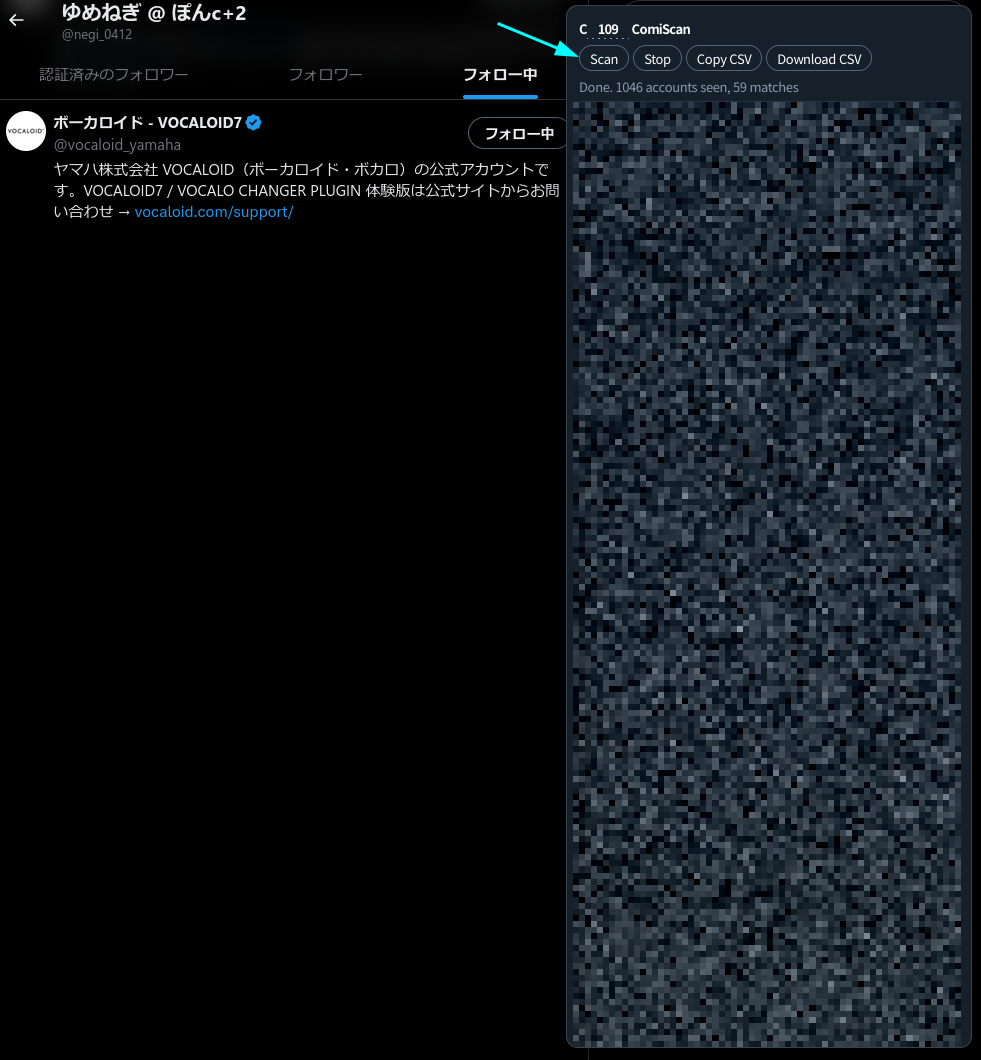 ゆめねぎ @ ぽんc+2
@negi_0412
認証済みのフォロワー
フォロワー
フォロー中
VOCALOID
ボーカロイド - VOCALOID7
@vocaloid_yamaha
フォロー中
ヤマハ株式会社 VOCALOID（ボーカロイド・ボカロ）の公式アカウントで
す。VOCALOID7 / VOCALO CHANGER PLUGIN 体験版は公式サイトからお問
い合わせ → vocaloid.com/support/
C 109 ComiScan
Scan
Stop
Copy CSV
Download CSV
Done. 1046 accounts seen, 59 matches